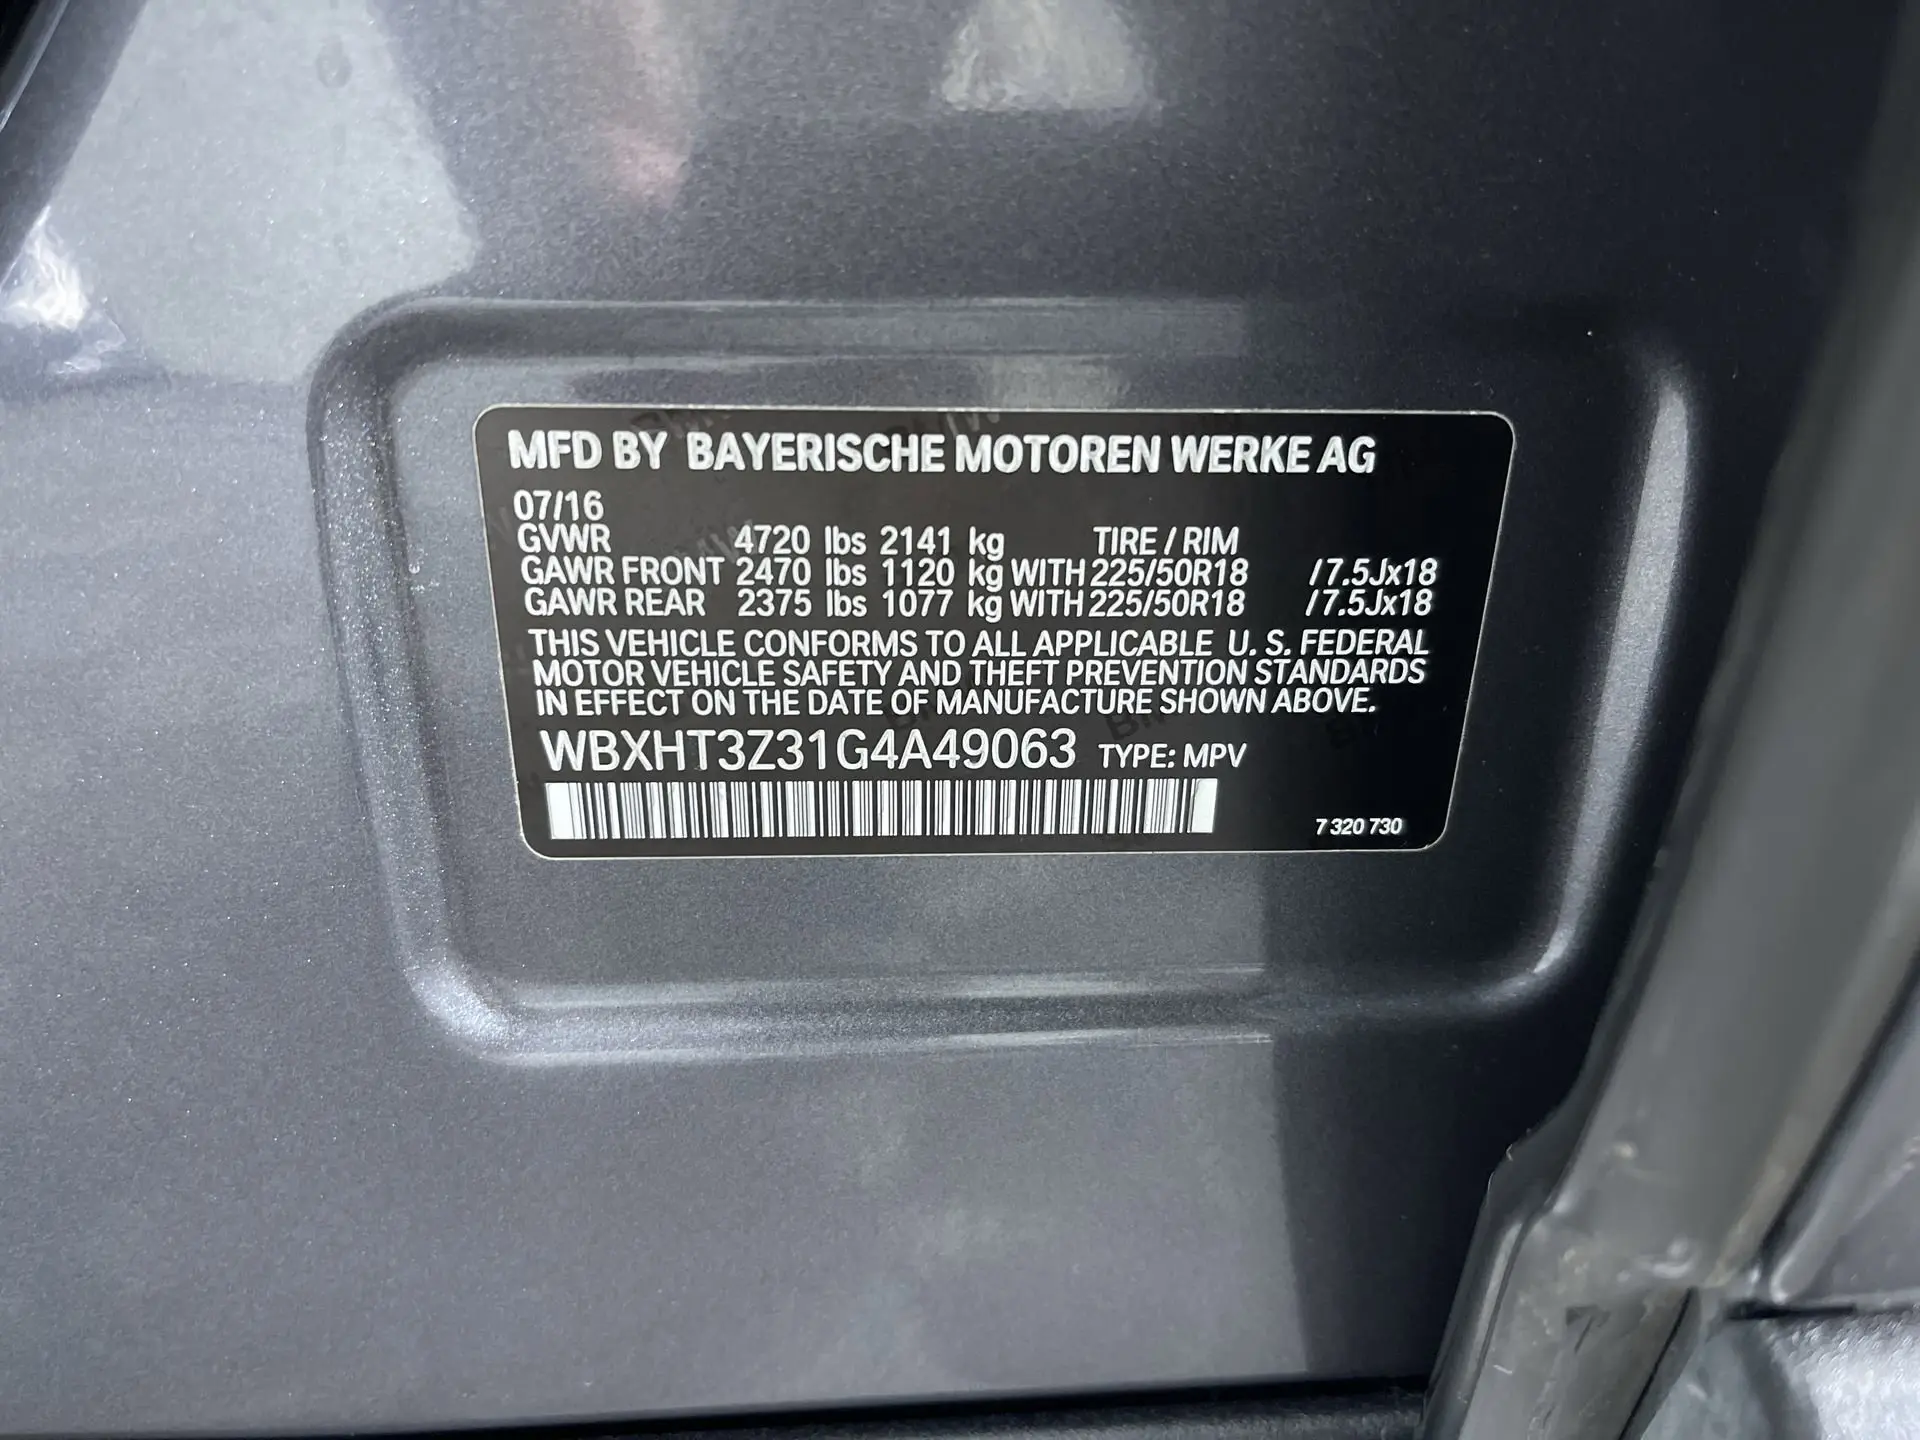 MFD BY BAYERISCHE MOTOREN WERKE AG
07/16
GVWR 4720 lbs 2141 kg TIRE / RIM
GAWR FRONT 2470 lbs 1120 kg WITH 225/50R18 / 7.5Jx18
GAWR REAR 2375 lbs 1077 kg WITH 225/50R18 / 7.5Jx18
THIS VEHICLE CONFORMS TO ALL APPLICABLE U. S. FEDERAL
MOTOR VEHICLE SAFETY AND THEFT PREVENTION STANDARDS
IN EFFECT ON THE DATE OF MANUFACTURE SHOWN ABOVE.
WBXHT3Z31G4A49063 TYPE: MPV
7 320 730